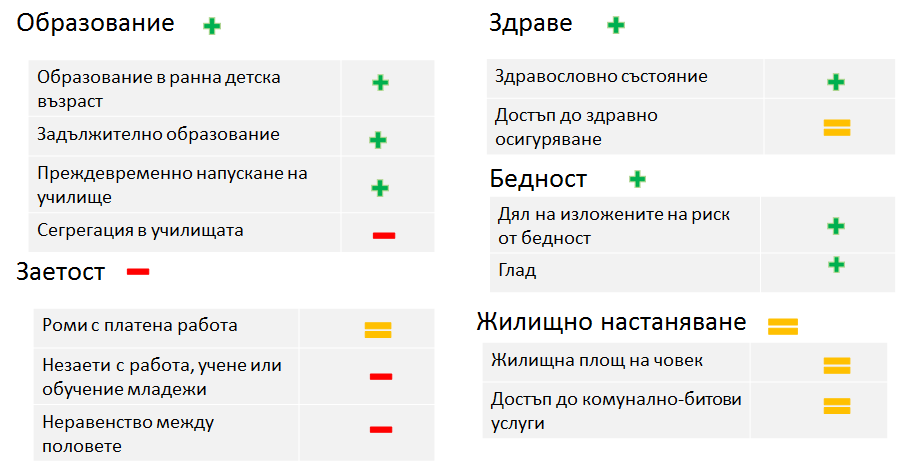 Образование +
Образование в ранна детска
възраст +
Задължително образование +
Преждевременно напускане на
училище +
Сегрегация в училищата −
Заетост −
Роми с платена работа =
Незаети с работа, учене или
обучение младежи −
Неравенство между
половете −
Здраве +
Здравословно състояние +
Достъп до здравно
осигуряване =
Бедност +
Дял на изложените на риск
от бедност +
Глад +
Жилищно настаняване =
Жилищна площ на човек =
Достъп до комунално-битови
услуги =